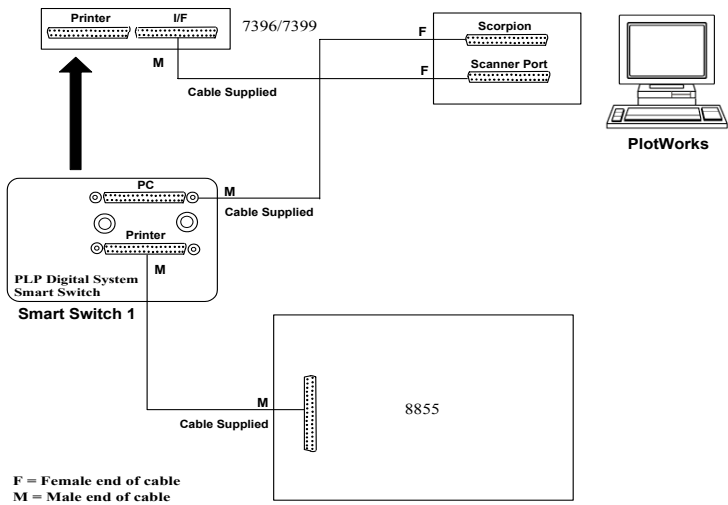 Printer
I/F
7396/7399
M
Cable Supplied
F
Scorpion
F
Scanner Port
PlotWorks
PC
M
Cable Supplied
Printer
M
PLP Digital System
Smart Switch
Smart Switch 1
M
Cable Supplied
8855
F = Female end of cable
M = Male end of cable